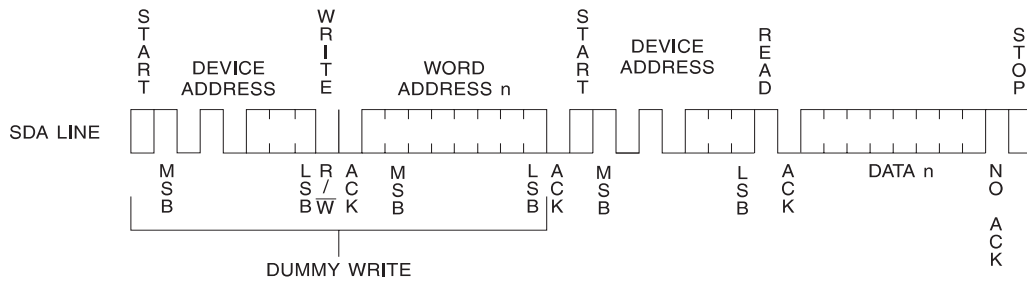 START
WRITE
START
READ
STOP
DEVICE
ADDRESS
WORD
ADDRESS n
DEVICE
ADDRESS
SDA LINE
MSB
LSB
R/W
ACK
MSB
LSB
ACK
MSB
LSB
ACK
DATA n
NO ACK
DUMMY WRITE